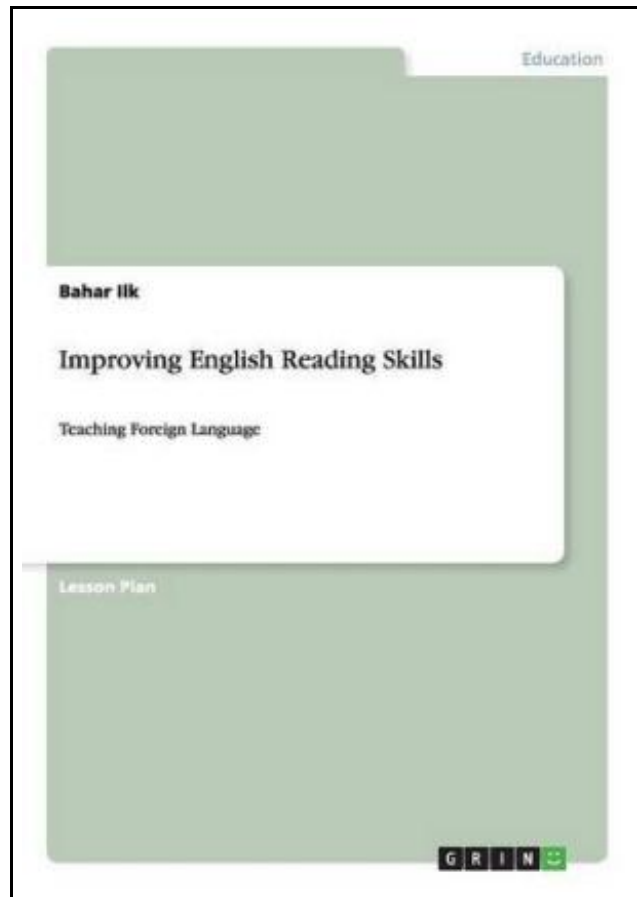 Education
Bahar Ilk
Improving English Reading Skills
Teaching Foreign Language
Lesson Plan
GRIN